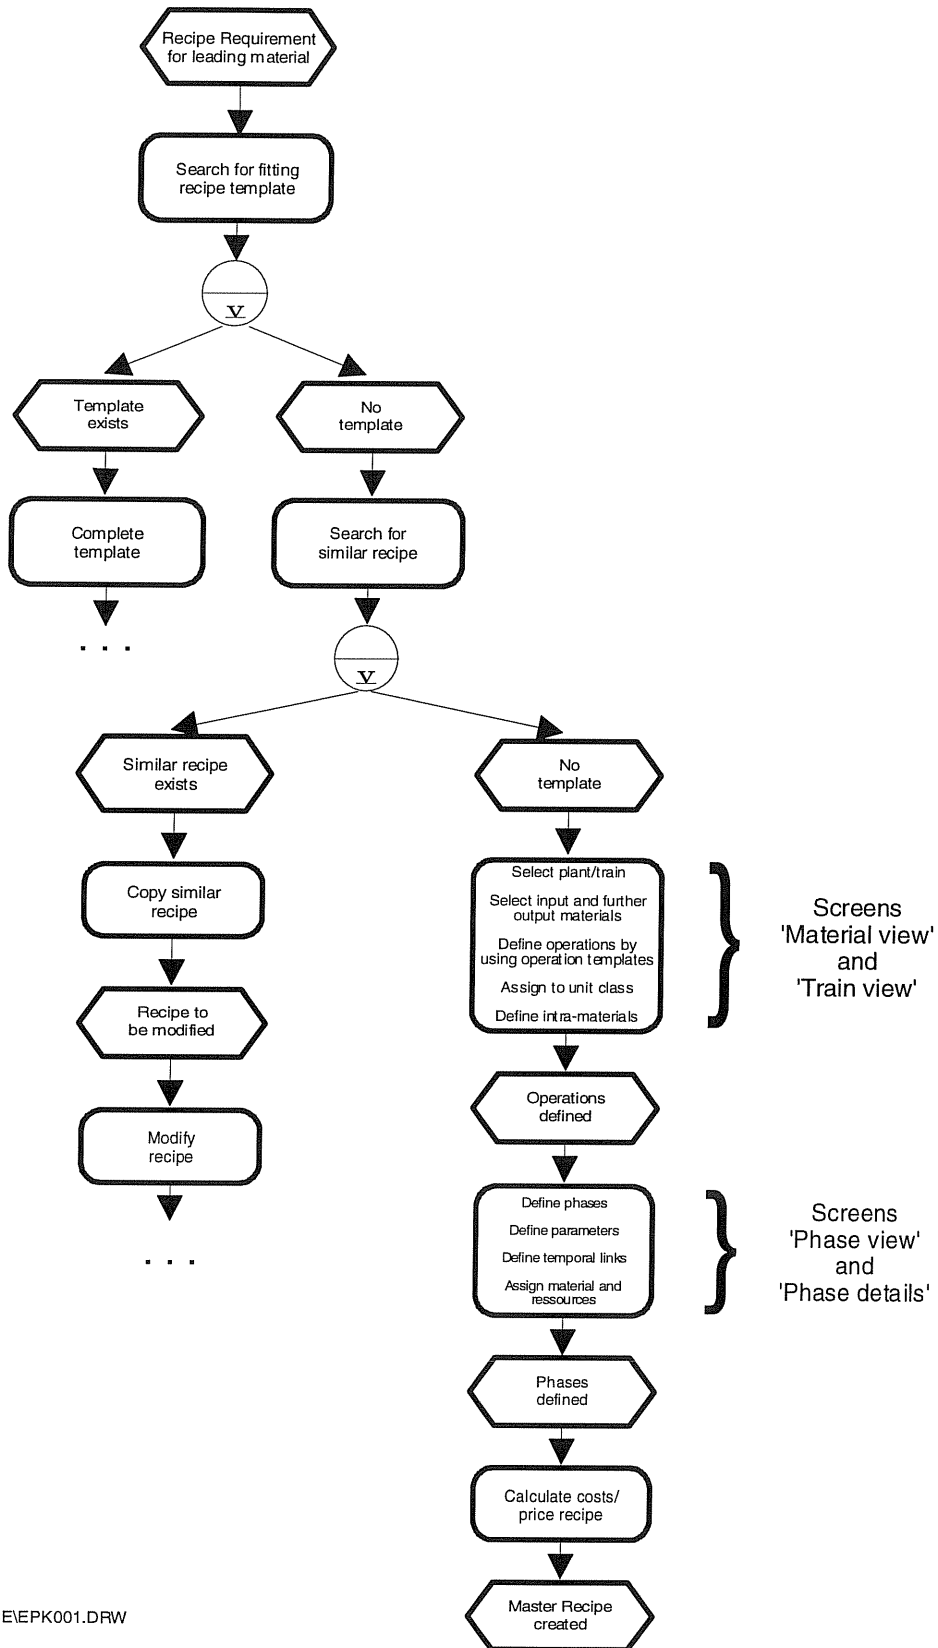 Recipe Requirement
for leading material
Search for fitting
recipe template
V
Template
exists
No
template
Complete
template
Search for
similar recipe
. . .
V
Similar recipe
exists
No
template
Copy similar
recipe
Select plant/train
Select input and further
output materials
Define operations by
using operation templates
Assign to unit class
Define intra-materials
Screens
'Material view'
and
'Train view'
Recipe to
be modified
Operations
defined
Modify
recipe
. . .
Define phases
Define parameters
Define temporal links
Assign material and
ressources
Screens
'Phase view'
and
'Phase details'
Phases
defined
Calculate costs/
price recipe
Master Recipe
created
E\EPK001.DRW